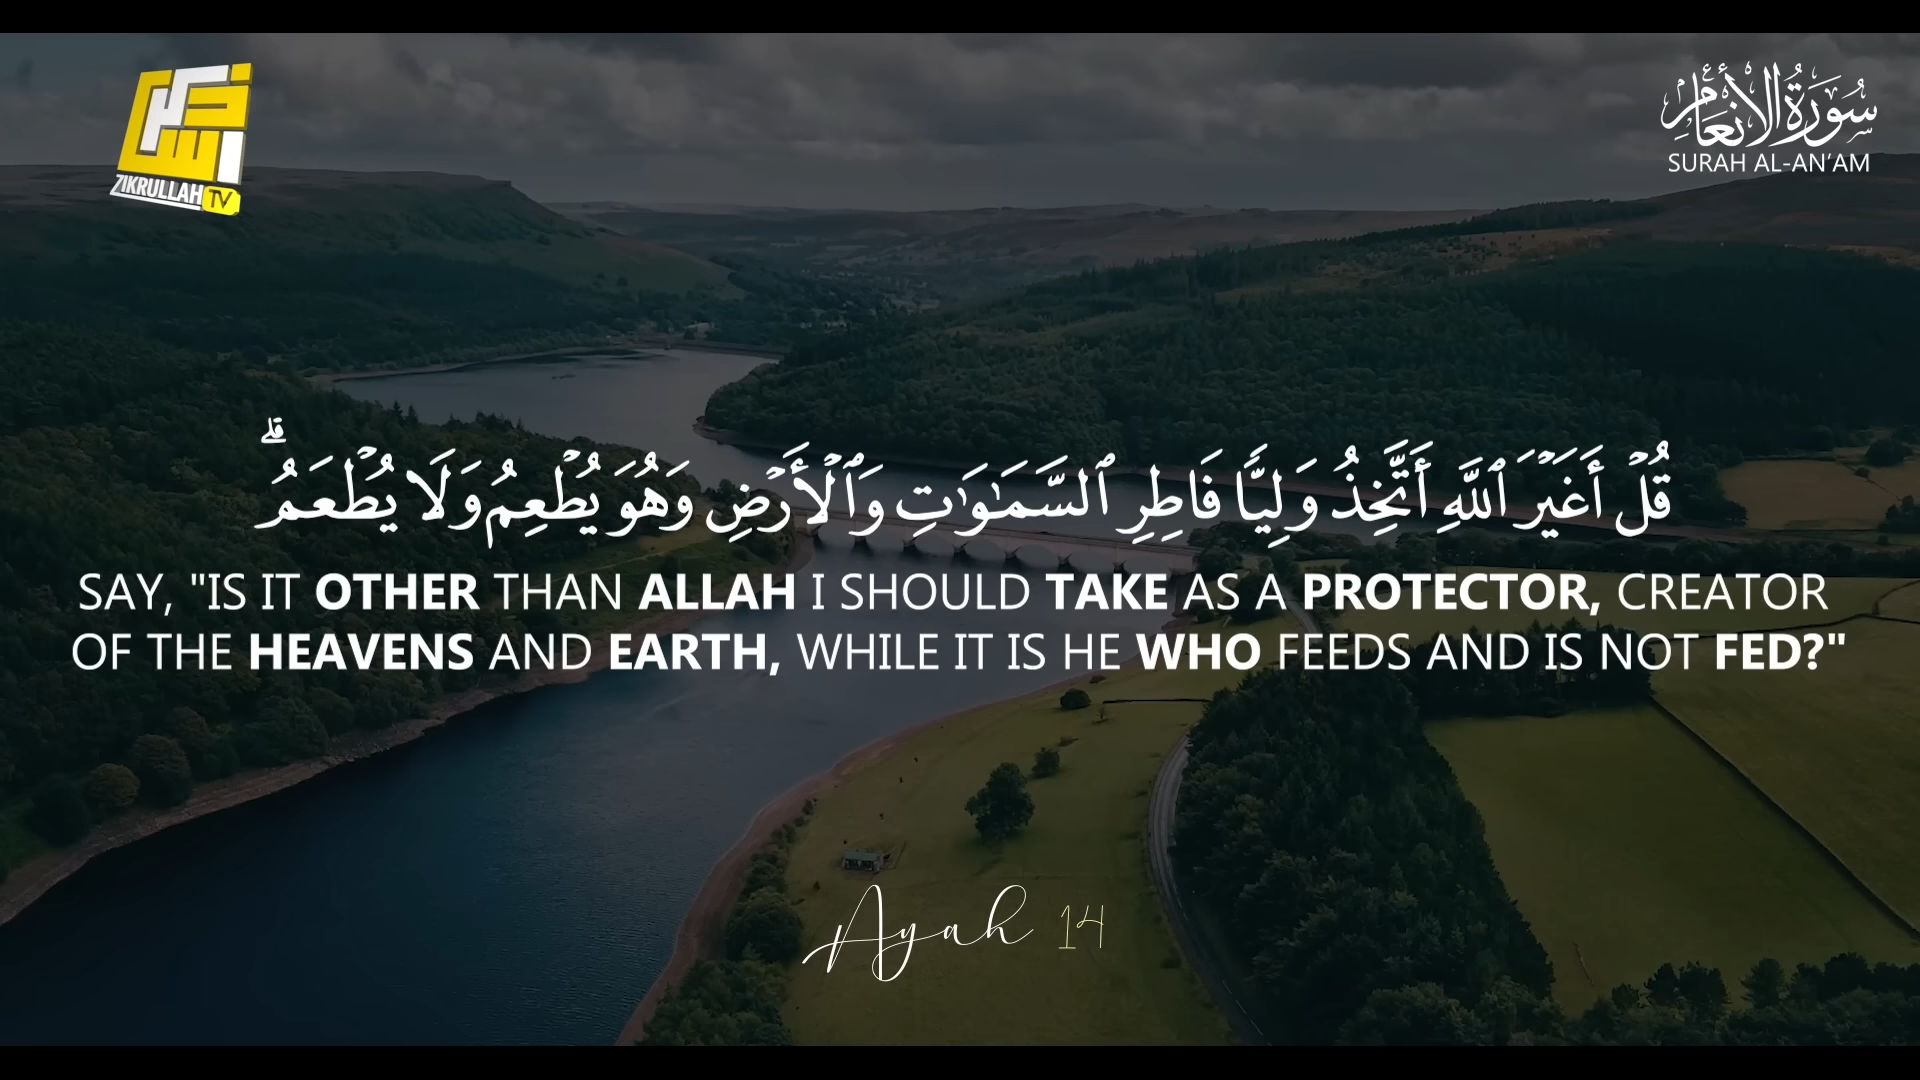 ذكر الله
ZIKRULLAH TV
سُورَةُ الأَنْعَامِ
SURAH AL-AN'AM
قُلْ أَغَيْرَ ٱللَّهِ أَتَّخِذُ وَلِيًّا فَاطِرِ ٱلسَّمَـٰوَٰتِ وَٱلْأَرْضِ وَهُوَ يُطْعِمُ وَلَا يُطْعَمُ ۗ
SAY, "IS IT OTHER THAN ALLAH I SHOULD TAKE AS A PROTECTOR, CREATOR
OF THE HEAVENS AND EARTH, WHILE IT IS HE WHO FEEDS AND IS NOT FED?"
Ayah 14